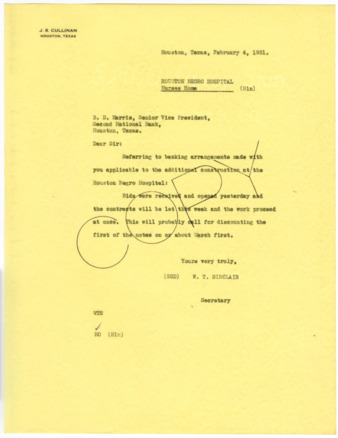 J. S. CULLINAN
HOUSTON, TEXAS
Houston, Texas, February 4, 1931.
HOUSTON NEGRO HOSPITAL
Nurses Home (Sin)
B. D. Harris, Senior Vice President,
Second National Bank,
Houston, Texas.
Dear Sir:
Referring to banking arrangements made with
you applicable to the additional construction at the
Houston Negro Hospital:
Bids were received and opened yesterday and
the contracts will be let this week and the work proceed
at once. This will probably call for discounting the
first of the notes on or about March first.
Yours very truly,
(SGD) W. T. SINCLAIR
Secretary
WTS
(Sin)
COPY